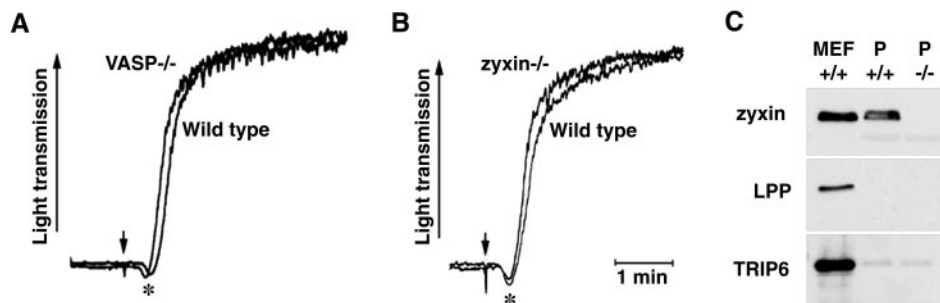 A
VASP-/-
Wild type
Light transmission
*
B
zyxin-/-
Wild type
Light transmission
*
1 min
C
MEF P P
+/+ +/+ -/-
zyxin
LPP
TRIP6